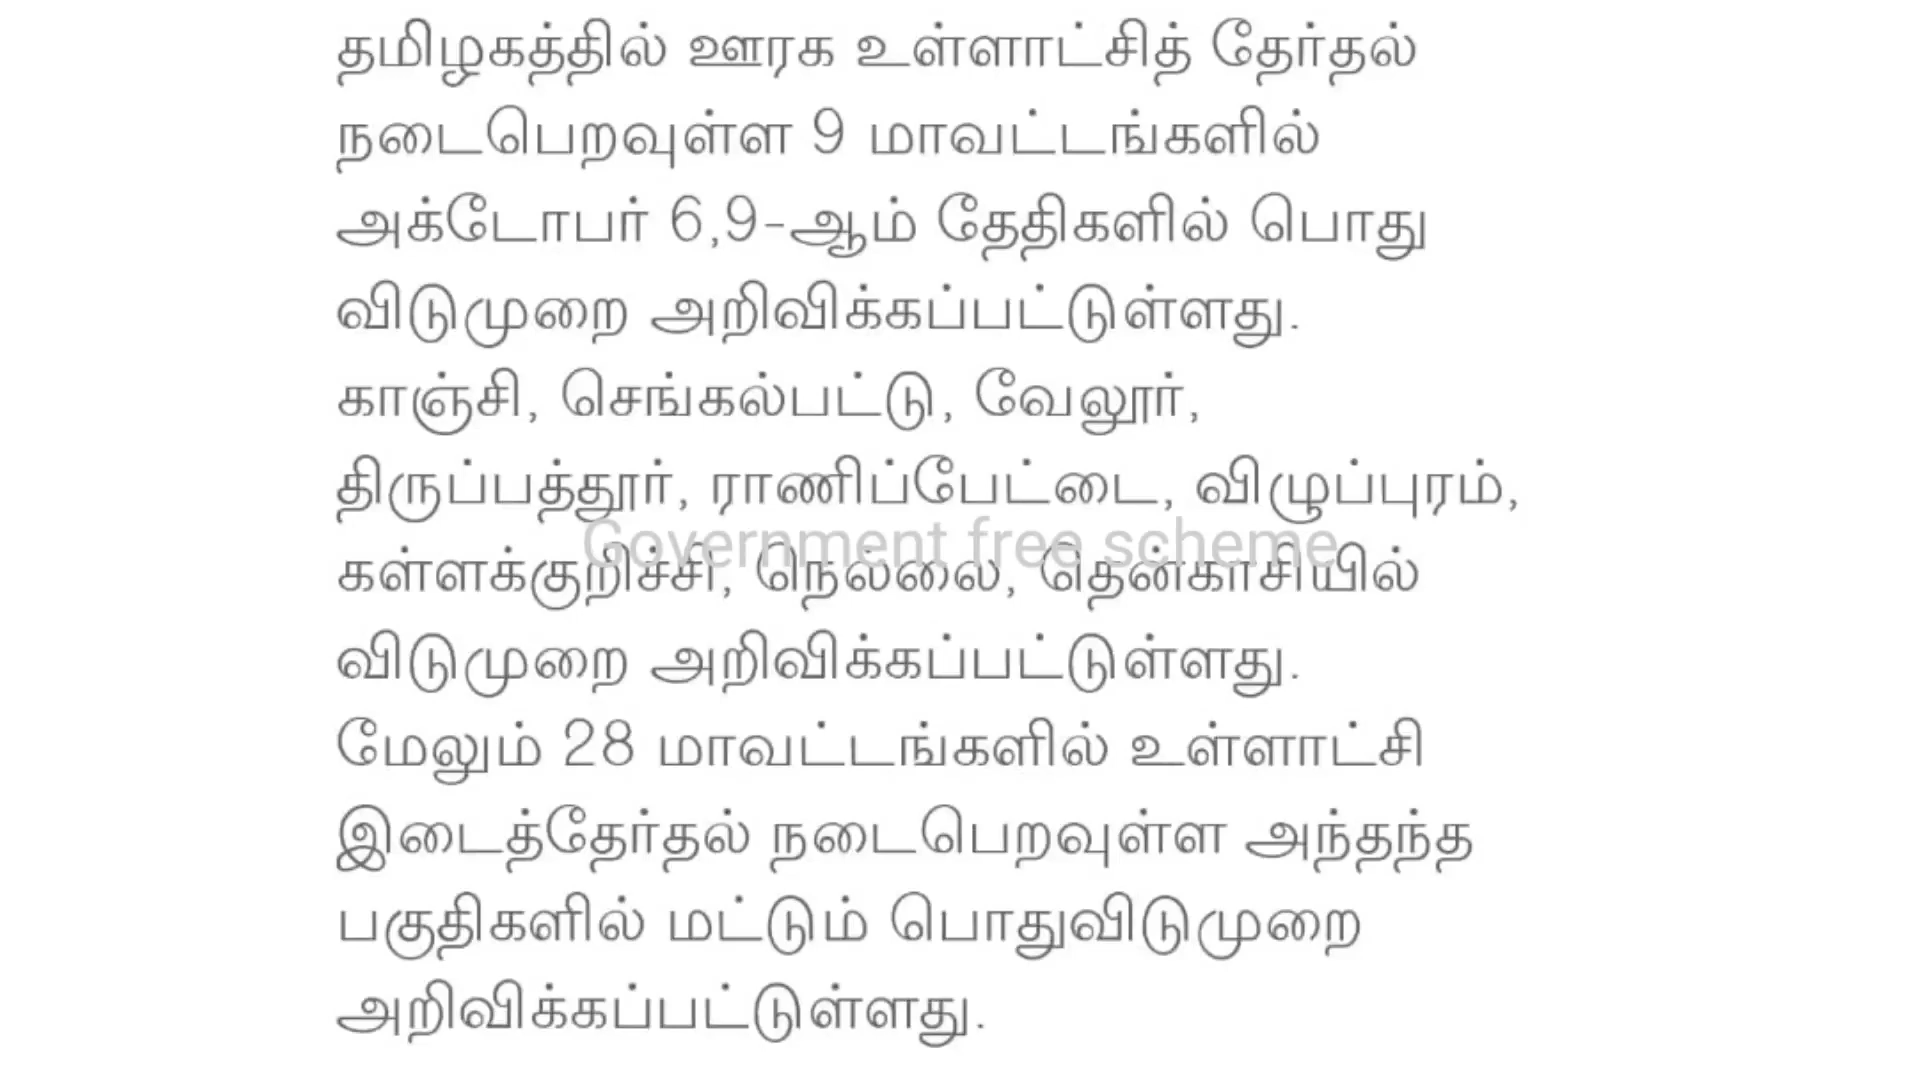 தமிழகத்தில் ஊரக உள்ளாட்சித் தேர்தல்
நடைபெறவுள்ள 9 மாவட்டங்களில்
அக்டோபர் 6,9-ஆம் தேதிகளில் பொது
விடுமுறை அறிவிக்கப்பட்டுள்ளது.
காஞ்சி, செங்கல்பட்டு, வேலூர்,
திருப்பத்தூர், ராணிப்பேட்டை, விழுப்புரம்,
Government free scheme
கள்ளக்குறிச்சி, நெல்லை, தென்காசியில்
விடுமுறை அறிவிக்கப்பட்டுள்ளது.
மேலும் 28 மாவட்டங்களில் உள்ளாட்சி
இடைத்தேர்தல் நடைபெறவுள்ள அந்தந்த
பகுதிகளில் மட்டும் பொதுவிடுமுறை
அறிவிக்கப்பட்டுள்ளது.